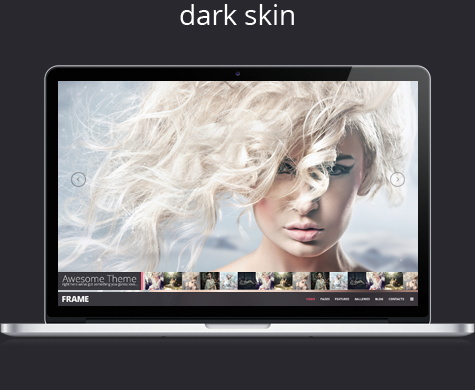 dark skin
Awesome Theme
FRAME
HOME PAGES FEATURES GALLERIES BLOG CONTACTS